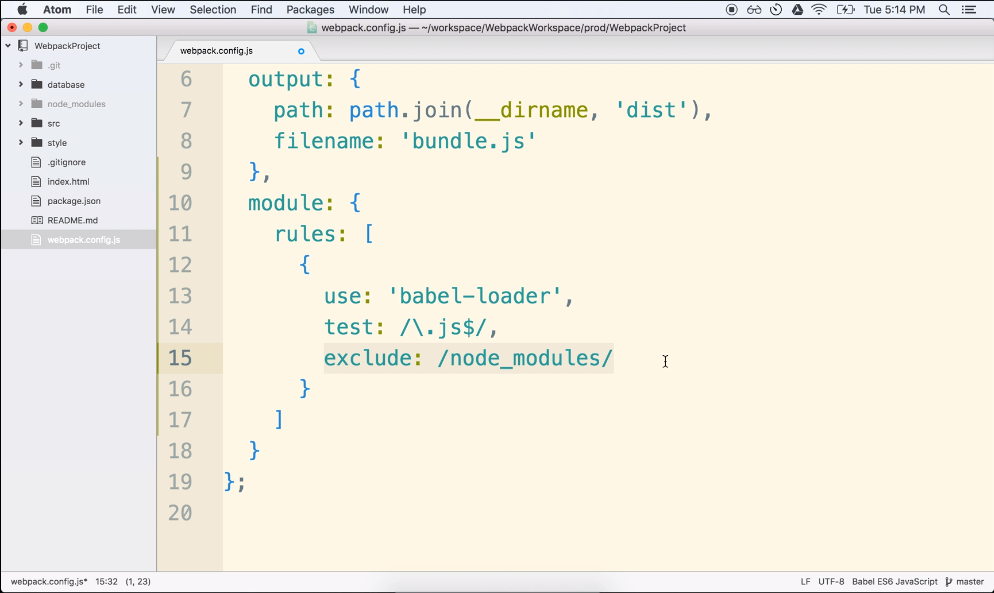 Atom File Edit View Selection Find Packages Window Help Tue 5:14 PM
webpack.config.js — ~/workspace/WebpackWorkspace/prod/WebpackProject
WebpackProject
.git
database
node_modules
src
style
.gitignore
index.html
package.json
README.md
webpack.config.js
webpack.config.js
6 output: {
7 path: path.join(__dirname, 'dist'),
8 filename: 'bundle.js'
9 },
10 module: {
11 rules: [
12 {
13 use: 'babel-loader',
14 test: /\.js$/,
15 exclude: /node_modules/
16 }
17 ]
18 }
19 };
20
webpack.config.js* 15:32 (1, 23) LF UTF-8 Babel ES6 JavaScript master